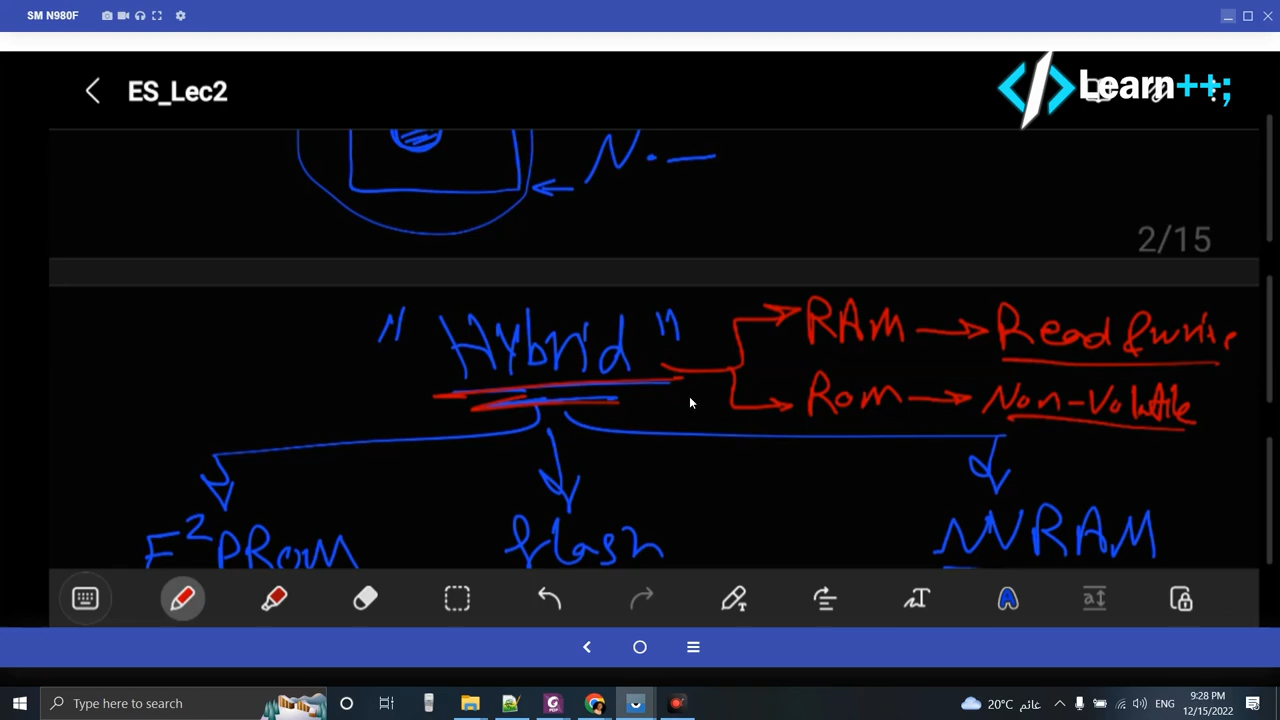 SM N980F
ES_Lec2
</> Learn++;
N.
2/15
"Hybrid"
RAM → Read & write
Rom → Non-Volatile
E²PRoM
flash
NVRAM
Type here to search
20°C غائم
ENG
9:28 PM
12/15/2022